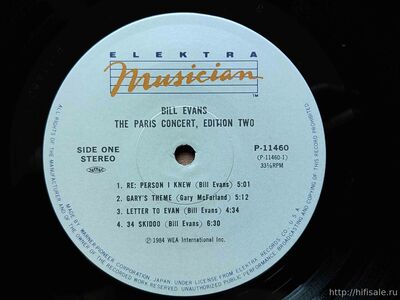 ELEKTRA
Musician
BILL EVANS
THE PARIS CONCERT, EDITION TWO
SIDE ONE
STEREO
P-11460
(P-11460-1)
33⅓RPM
1. RE: PERSON I KNEW (Bill Evans) 5:01
2. GARY'S THEME (Gary McFarland) 5:12
3. LETTER TO EVAN (Bill Evans) 4:34
4. 34 SKIDOO (Bill Evans) 6:30
Ⓟ 1984 WEA International Inc.
ALL RIGHTS OF THE MANUFACTURER AND OF THE OWNER OF THE RECORDED WORK RESERVED. UNAUTHORIZED PUBLIC PERFORMANCE, BROADCASTING AND COPYING OF THIS RECORD PROHIBITED.
MFD. BY WARNER-PIONEER CORPORATION, JAPAN, UNDER LICENSE FROM ELEKTRA RECORDS CO., U.S.A.
http://hifisale.ru